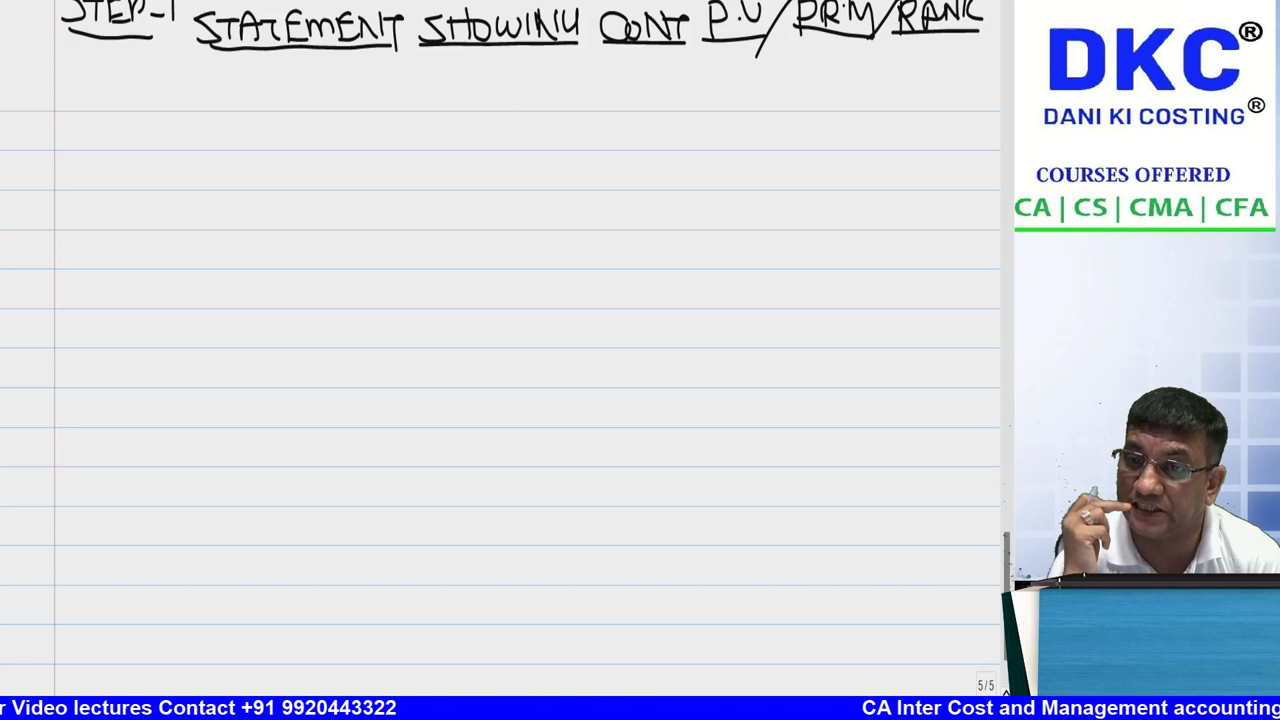 STEP-1 STATEMENT SHOWING CONT P.U/PR.M/RANK
DKC®
DANI KI COSTING®
COURSES OFFERED
CA | CS | CMA | CFA
5/5
r Video lectures Contact +91 9920443322
CA Inter Cost and Management accounting